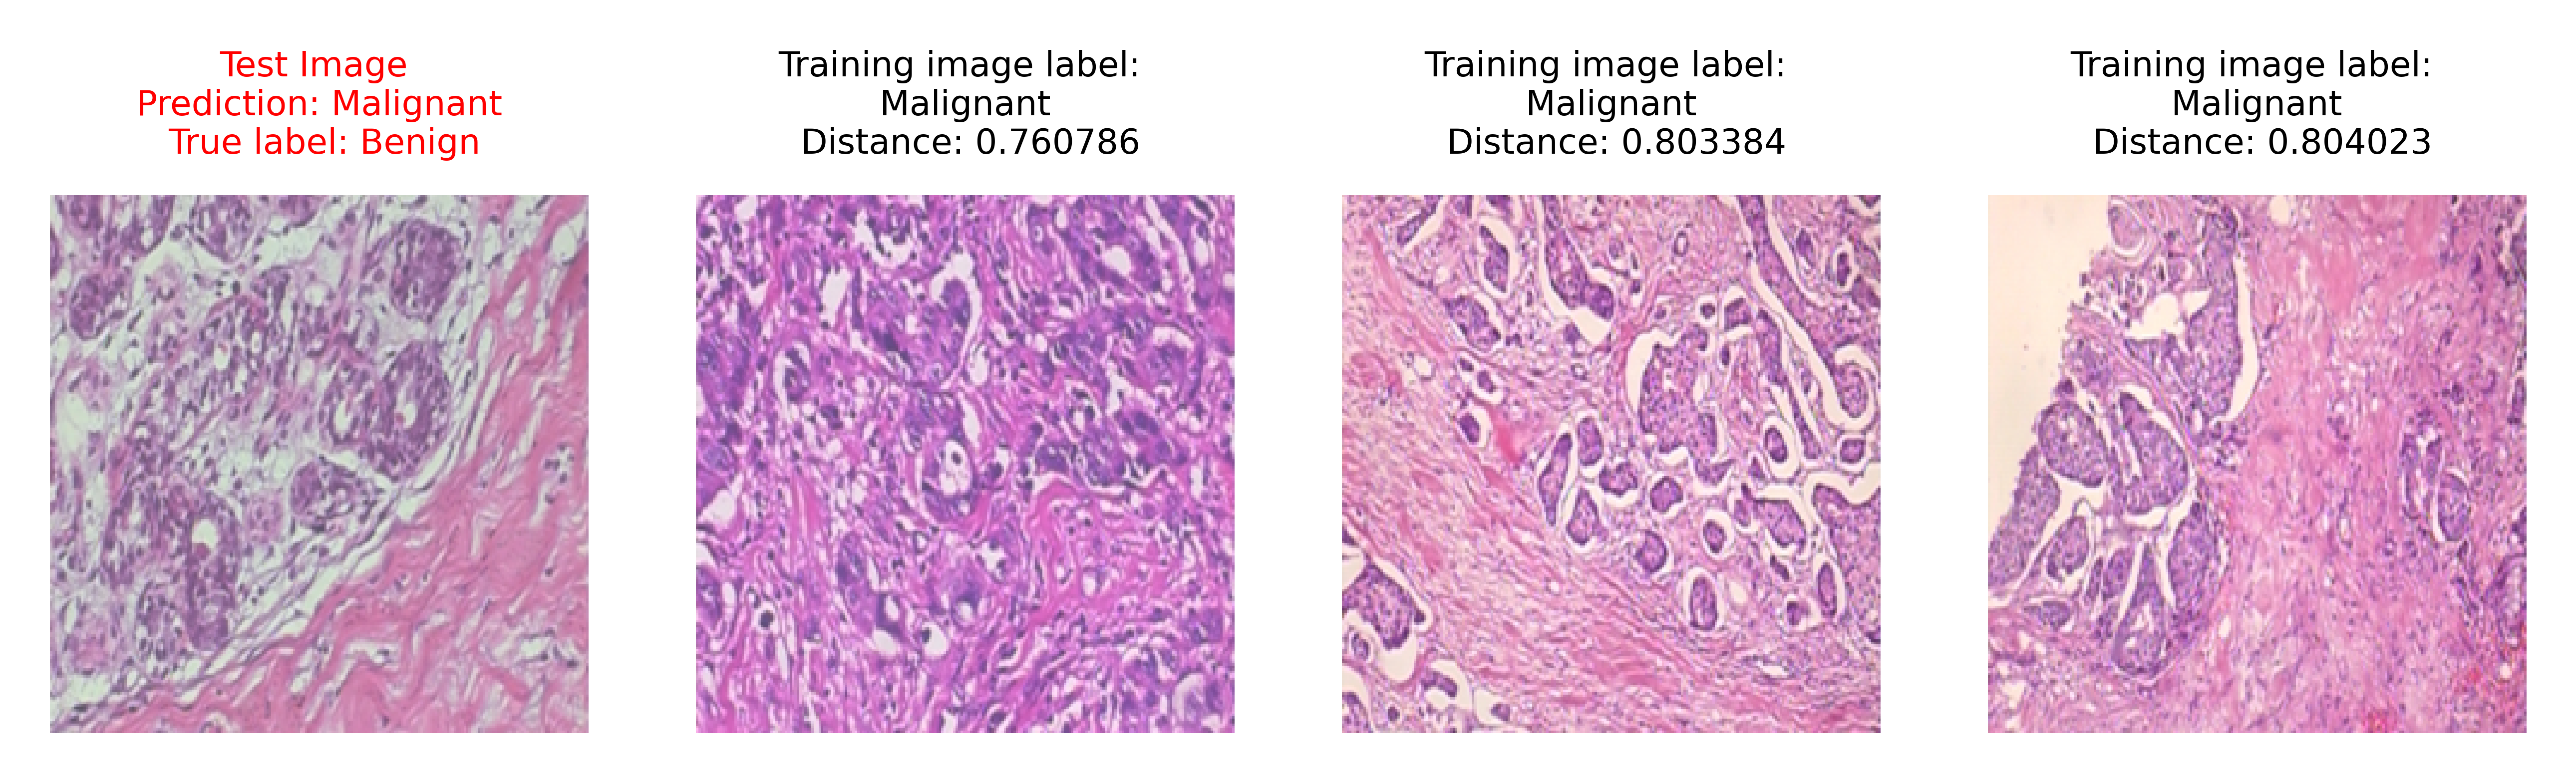 Test Image
Prediction: Malignant
True label: Benign
Training image label:
Malignant
Distance: 0.760786
Training image label:
Malignant
Distance: 0.803384
Training image label:
Malignant
Distance: 0.804023